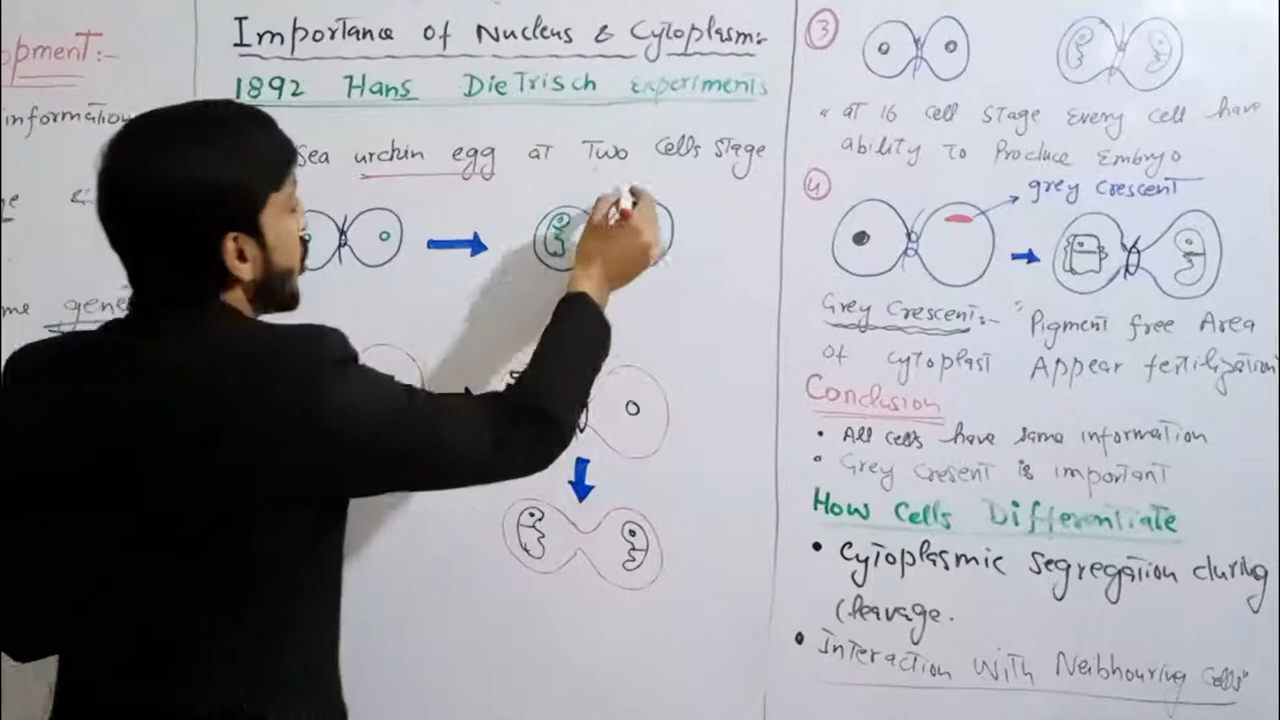 opment:-
information
me gene
Importance of Nucleus & Cytoplasm:-
1892 Hans DieTrisch Experiments
Sea urchin egg at Two Cells stage
3
" at 16 cell stage Every cell have
ability to Produce Embryo
4
grey crescent
Grey Crescent:- "Pigment free Area
of cytoplast Appear fertilization
Conclusion
• All cells have same information
• Grey cresent is important
How Cells Differentiate
• Cytoplasmic segregation during
cleavage.
• Interaction with Neibhouring cells"